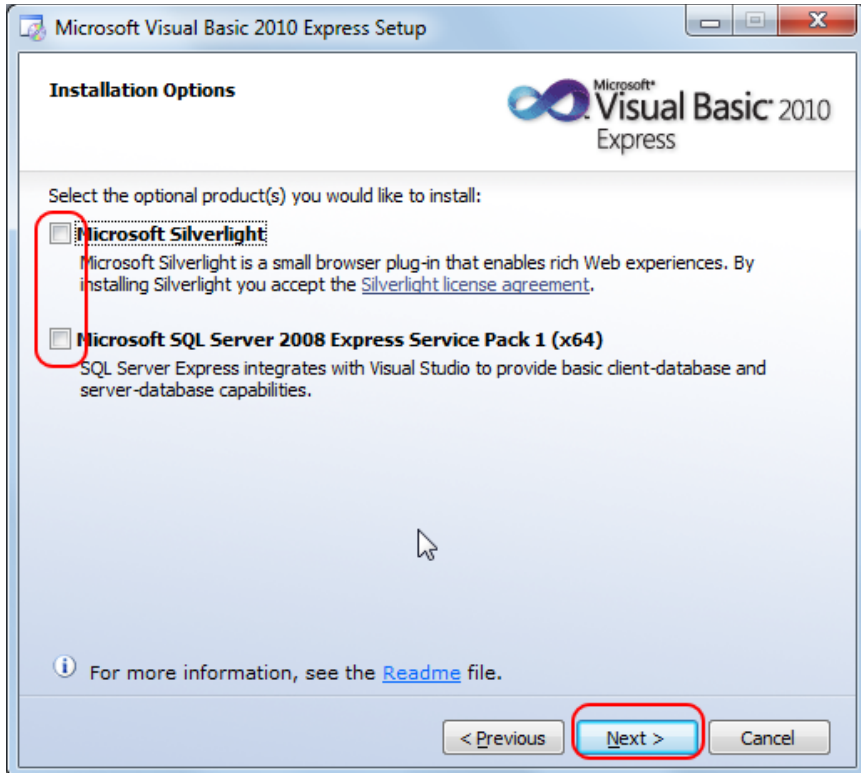 Microsoft Visual Basic 2010 Express Setup
Installation Options
Microsoft®
Visual Basic® 2010
Express
Select the optional product(s) you would like to install:
Microsoft Silverlight
Microsoft Silverlight is a small browser plug-in that enables rich Web experiences. By
installing Silverlight you accept the Silverlight license agreement.
Microsoft SQL Server 2008 Express Service Pack 1 (x64)
SQL Server Express integrates with Visual Studio to provide basic client-database and
server-database capabilities.
For more information, see the Readme file.
< Previous Next > Cancel